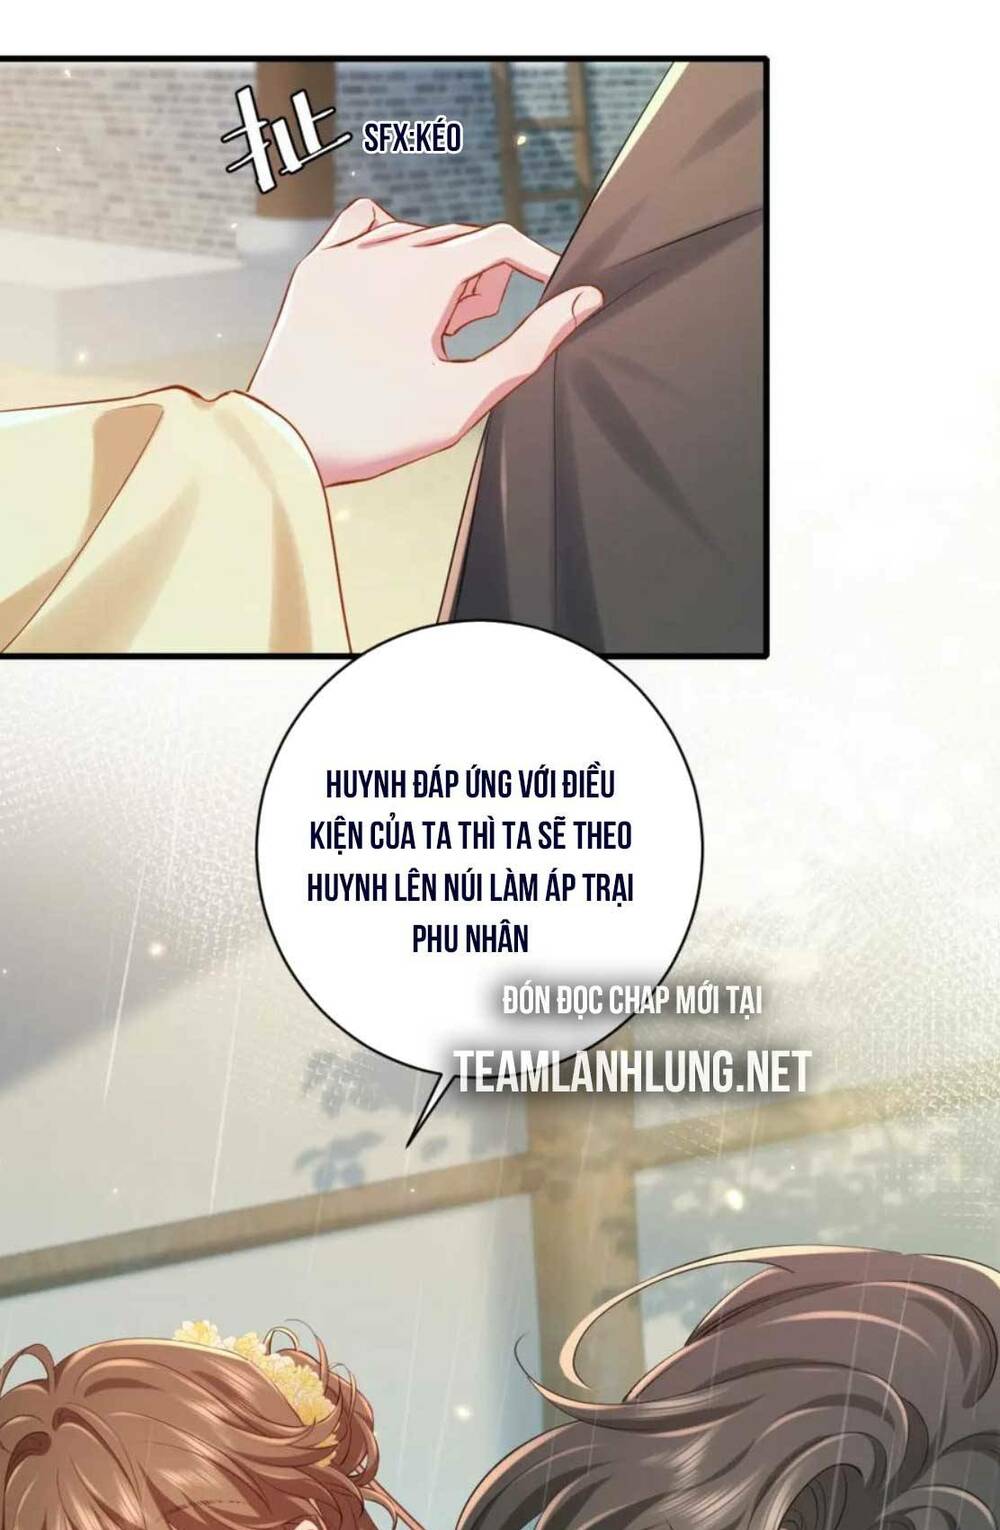 扯
SFX:KÉO
HUYNH ĐÁP ỨNG VỚI ĐIỀU
KIỆN CỦA TA THÌ TA SẼ THEO
HUYNH LÊN NÚI LÀM ÁP TRẠI
PHU NHÂN
ĐÓN ĐỌC CHAP MỚI TẠI
TEAMLANHLUNG.NET